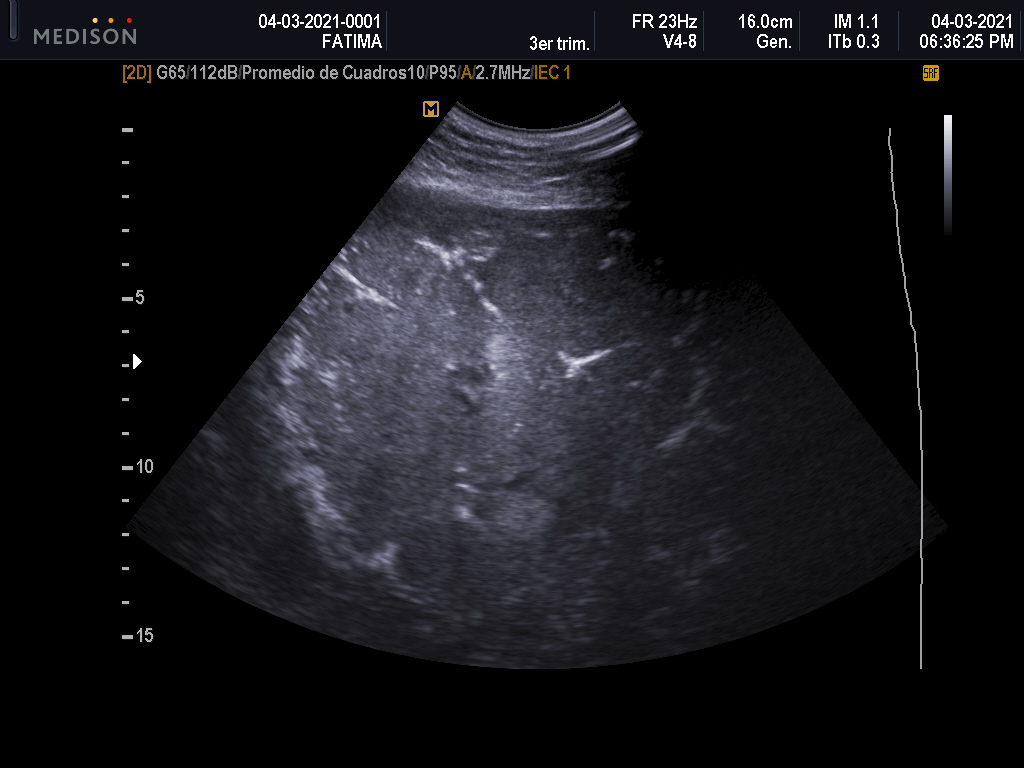 MEDISON
04-03-2021-0001
FATIMA
3er trim.
FR 23Hz
V4-8
16.0cm
Gen.
IM 1.1
ITb 0.3
04-03-2021
06:36:25 PM
[2D] G65/112dB/Promedio de Cuadros10/P95/A/2.7MHz/IEC 1
SRF
M
5
10
15